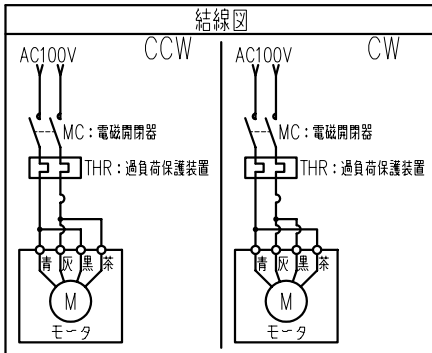 結線図
CCW
AC100V
MC：電磁開閉器
THR：過負荷保護装置
青 灰 黒 茶
M
モータ
CW
AC100V
MC：電磁開閉器
THR：過負荷保護装置
青 灰 黒 茶
M
モータ